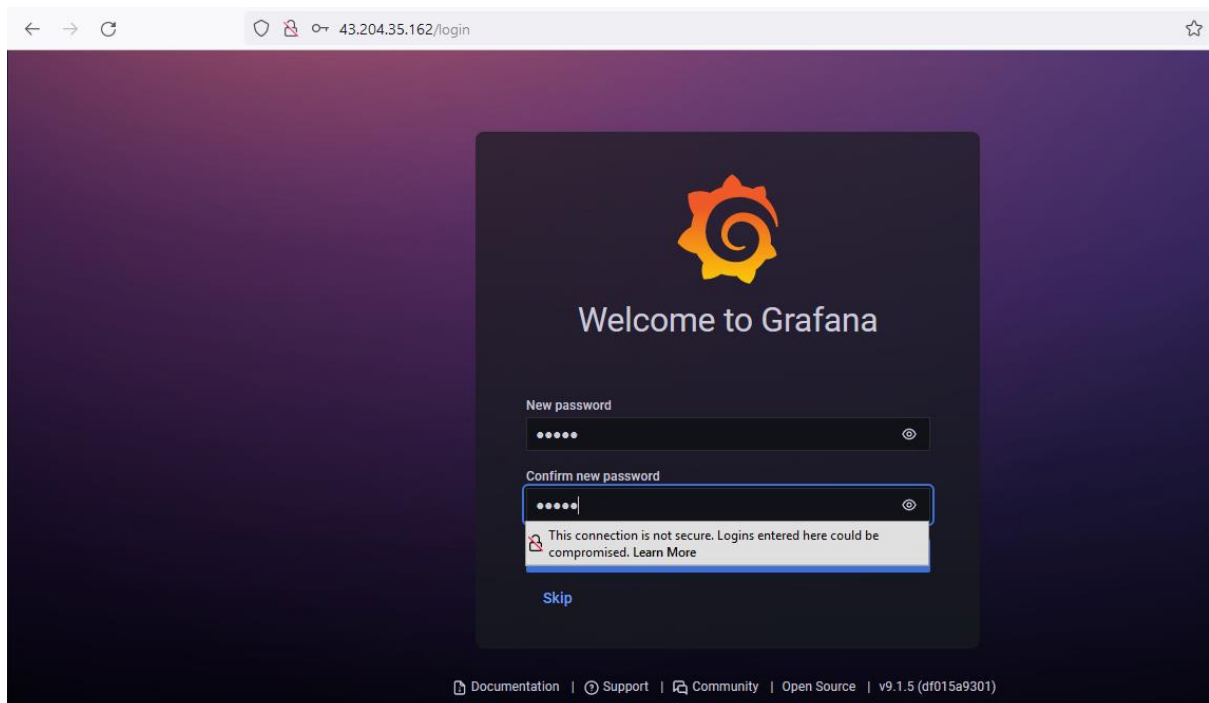 43.204.35.162/login
Welcome to Grafana
New password
•••••
Confirm new password
•••••
This connection is not secure. Logins entered here could be
compromised. Learn More
Skip
Documentation | Support | Community | Open Source | v9.1.5 (df015a9301)